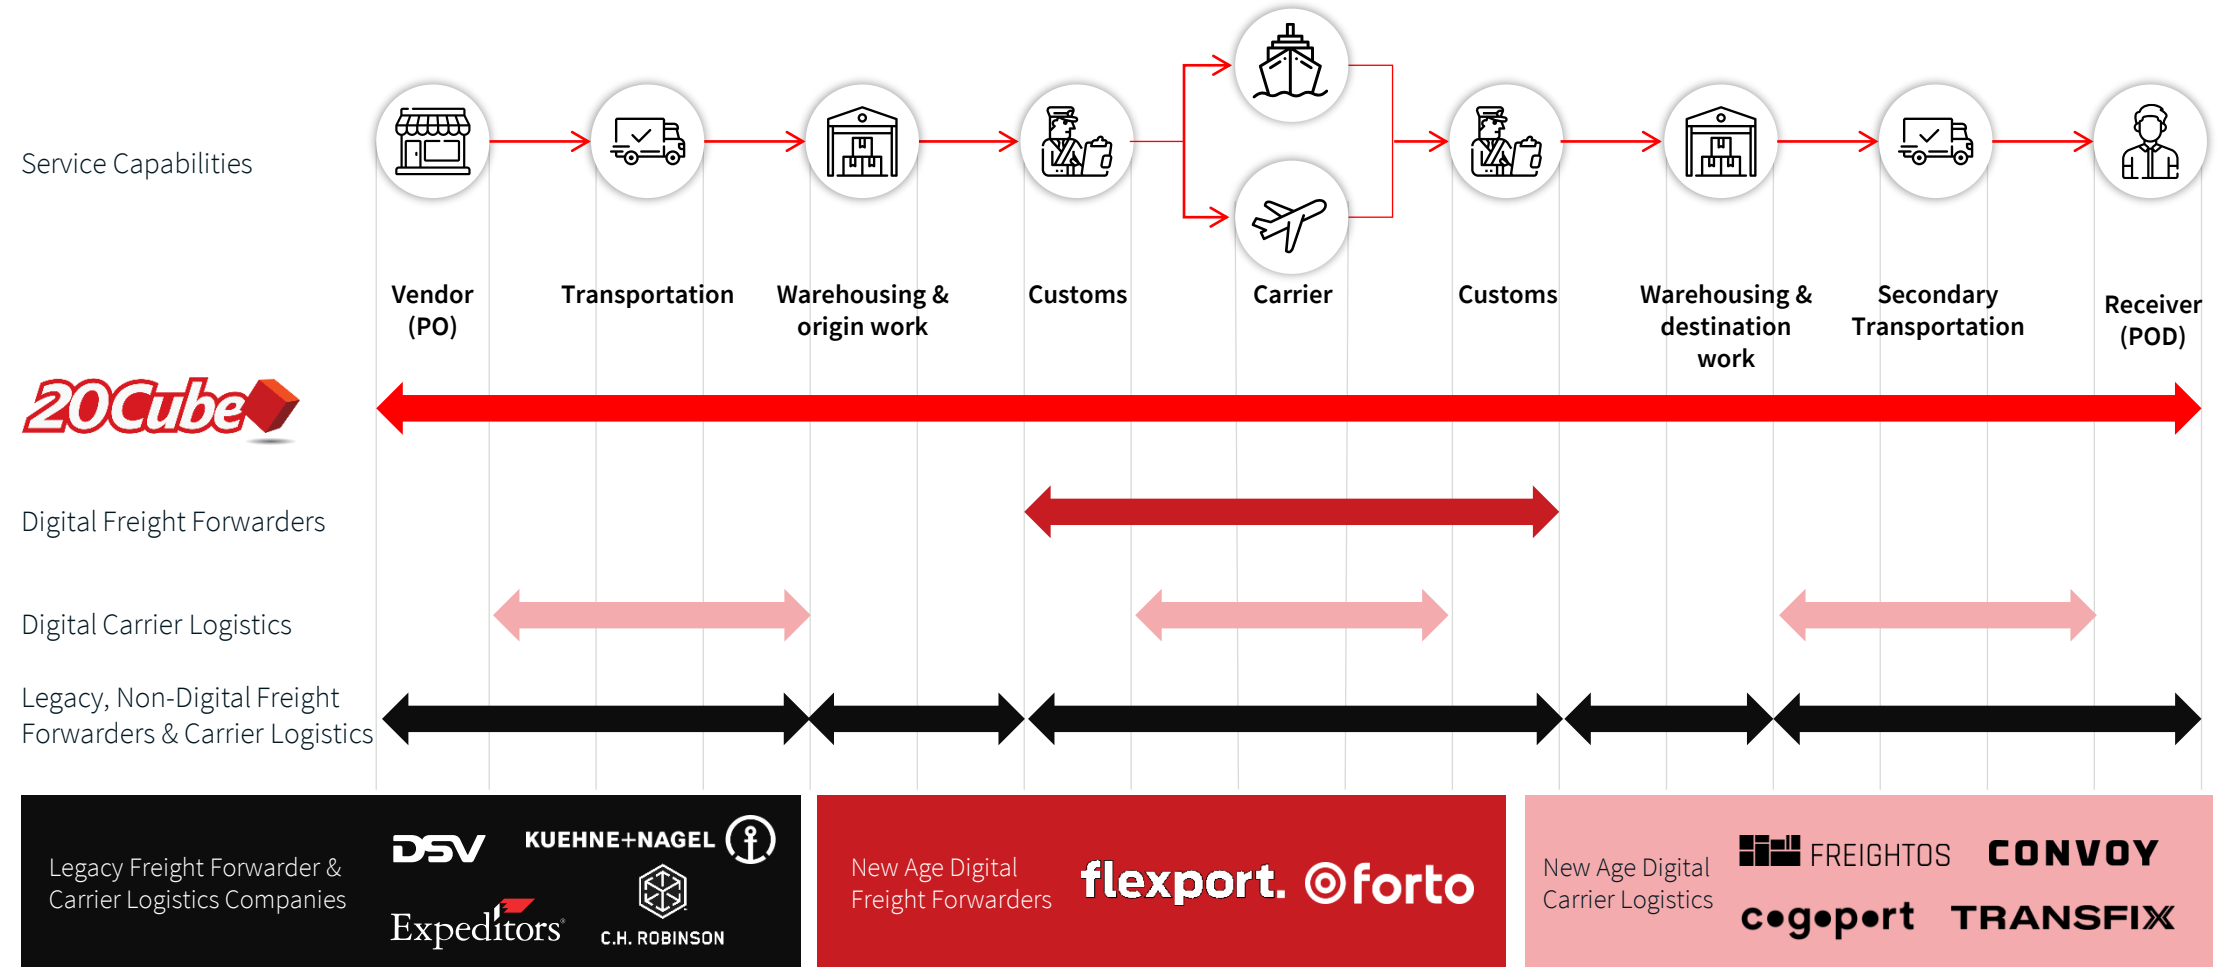 Service Capabilities
Vendor
(PO)
Transportation
Warehousing &
origin work
Customs
Carrier
Customs
Warehousing &
destination
work
Secondary
Transportation
Receiver
(POD)
20Cube
Digital Freight Forwarders
Digital Carrier Logistics
Legacy, Non-Digital Freight
Forwarders & Carrier Logistics
Legacy Freight Forwarder &
Carrier Logistics Companies
DSV
KUEHNE+NAGEL
Expeditors®
C.H. ROBINSON
New Age Digital
Freight Forwarders
flexport.
forto
New Age Digital
Carrier Logistics
FREIGHTOS
CONVOY
cogoport
TRANSFIX